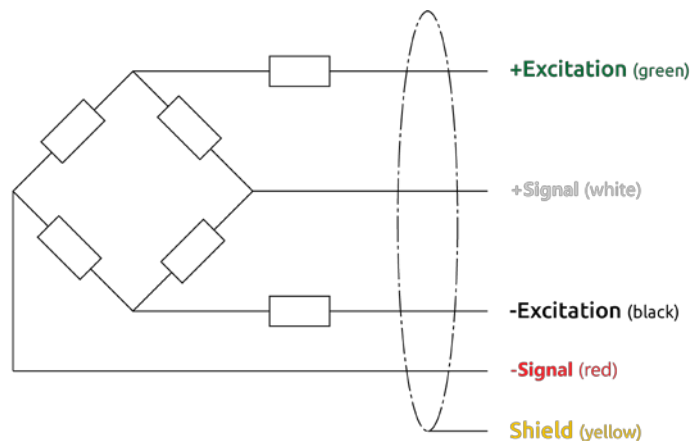 +Excitation (green)
+Signal (white)
-Excitation (black)
-Signal (red)
Shield (yellow)